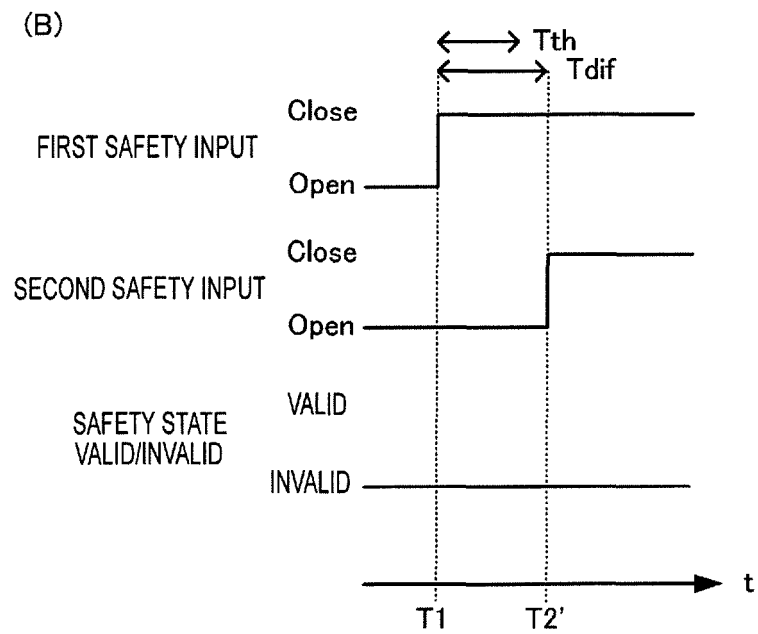 (B)
Tth
Tdif
Close
FIRST SAFETY INPUT
Open
Close
SECOND SAFETY INPUT
Open
VALID
SAFETY STATE
VALID/INVALID
INVALID
t
T1
T2'